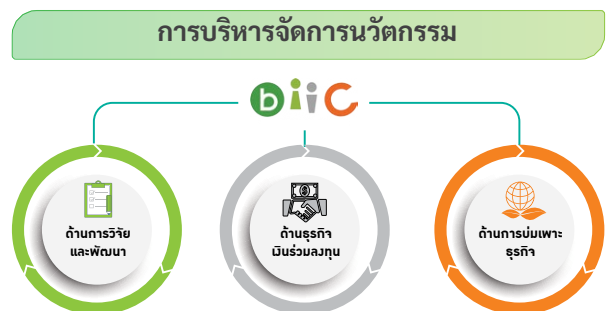 การบริหารจัดการนวัตกรรม
biiC
ด้านการวิจัย
และพัฒนา
ด้านธุรกิจ
เงินร่วมลงทุน
ด้านการบ่มเพาะ
ธุรกิจ